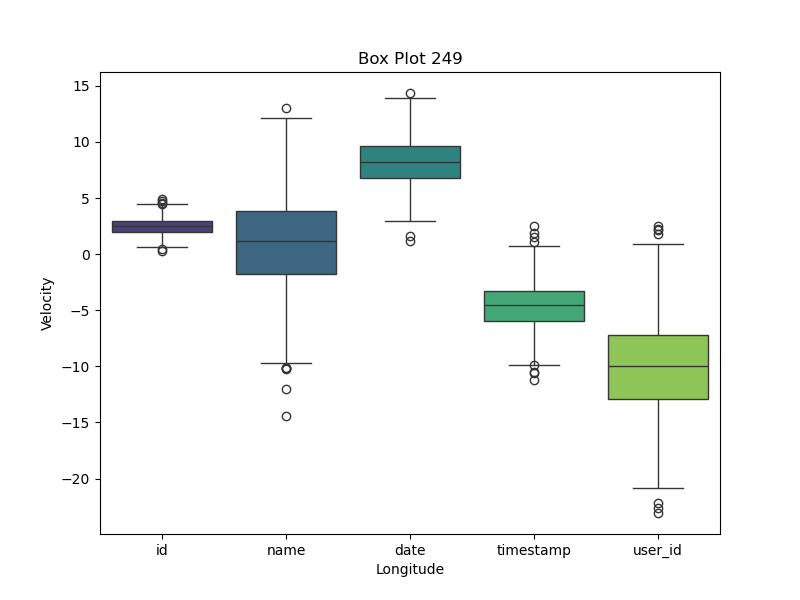 Box Plot 249
Velocity
15
10
5
0
−5
−10
−15
−20
id
name
date
timestamp
user_id
Longitude